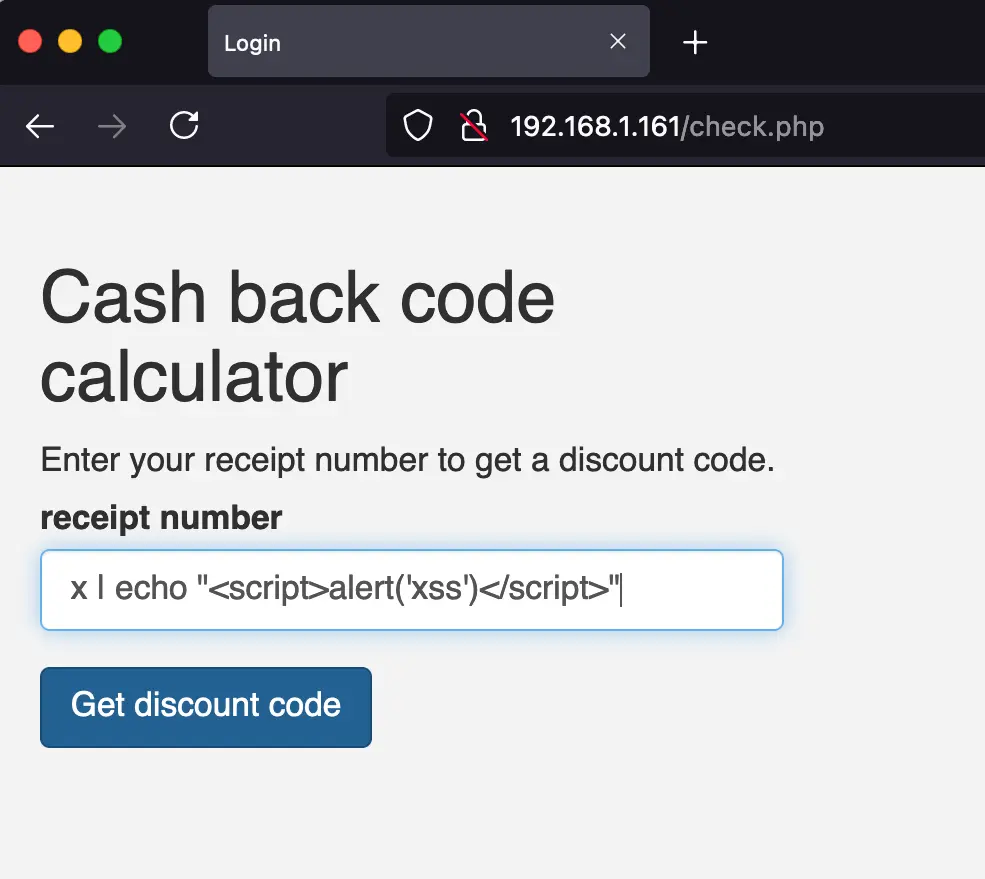 Login
192.168.1.161/check.php
Cash back code
calculator
Enter your receipt number to get a discount code.
receipt number
x | echo "<script>alert('xss')</script>"
Get discount code